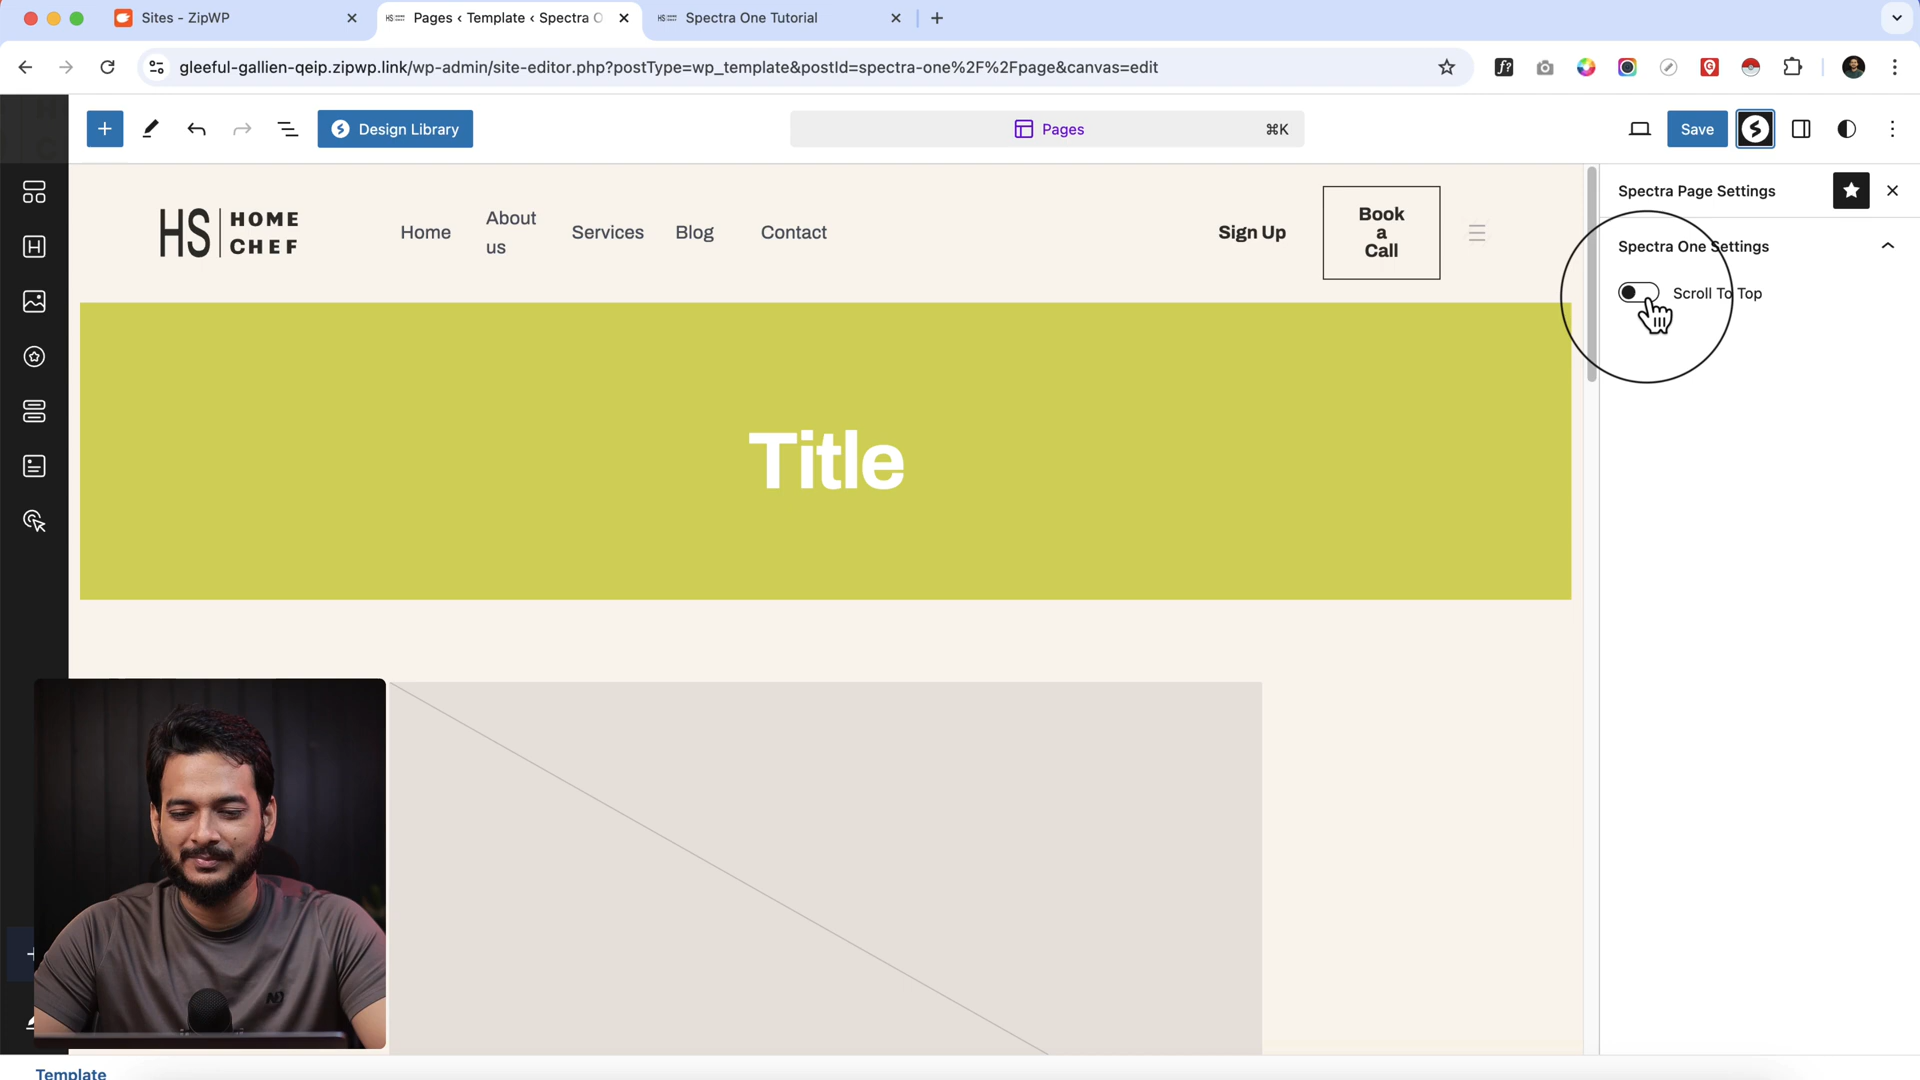 Sites - ZipWP
Pages ‹ Template ‹ Spectra O
HS
Spectra One Tutorial
gleeful-gallien-qeip.zipwp.link/wp-admin/site-editor.php?postType=wp_template&postId=spectra-one%2F%2Fpage&canvas=edit
Design Library
Pages
⌘K
Save
HS HOME CHEF
Home
About us
Services
Blog
Contact
Sign Up
Book a Call
Spectra Page Settings
Spectra One Settings
Scroll To Top
Title
Template